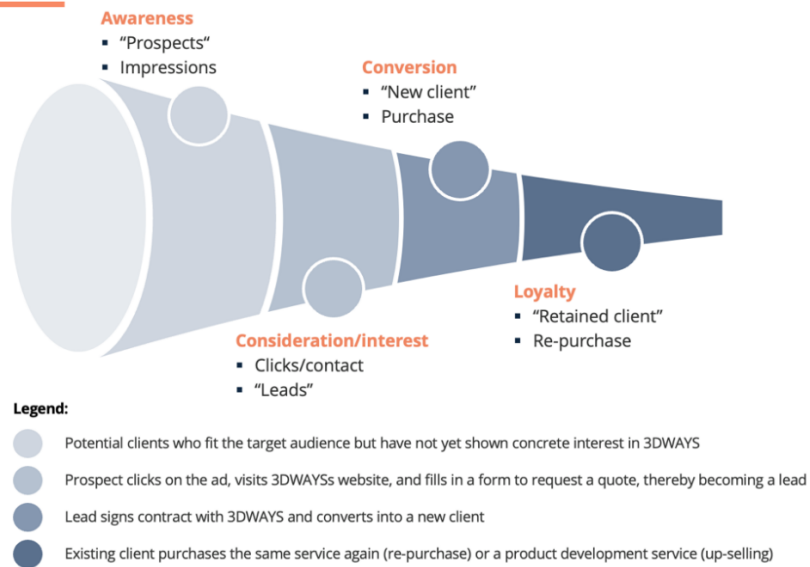 Awareness
▪ “Prospects“
▪ Impressions
Conversion
▪ “New client”
▪ Purchase
Consideration/interest
▪ Clicks/contact
▪ “Leads”
Loyalty
▪ “Retained client”
▪ Re-purchase
Legend:
Potential clients who fit the target audience but have not yet shown concrete interest in 3DWAYS
Prospect clicks on the ad, visits 3DWAYSs website, and fills in a form to request a quote, thereby becoming a lead
Lead signs contract with 3DWAYS and converts into a new client
Existing client purchases the same service again (re-purchase) or a product development service (up-selling)